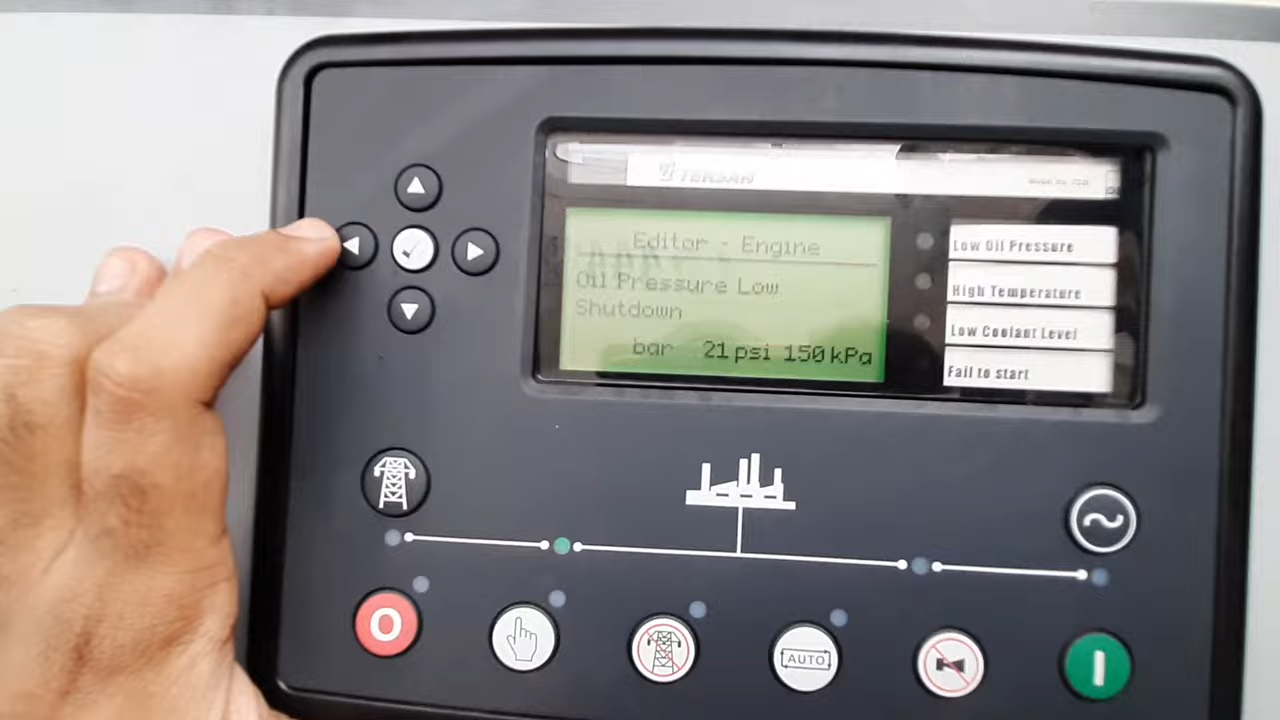 TEKSAN
Editor - Engine
Oil Pressure Low
Shutdown
bar 21 psi 150 kPa
Low Oil Pressure
High Temperature
Low Coolant Level
Fail to start
O
AUTO
I